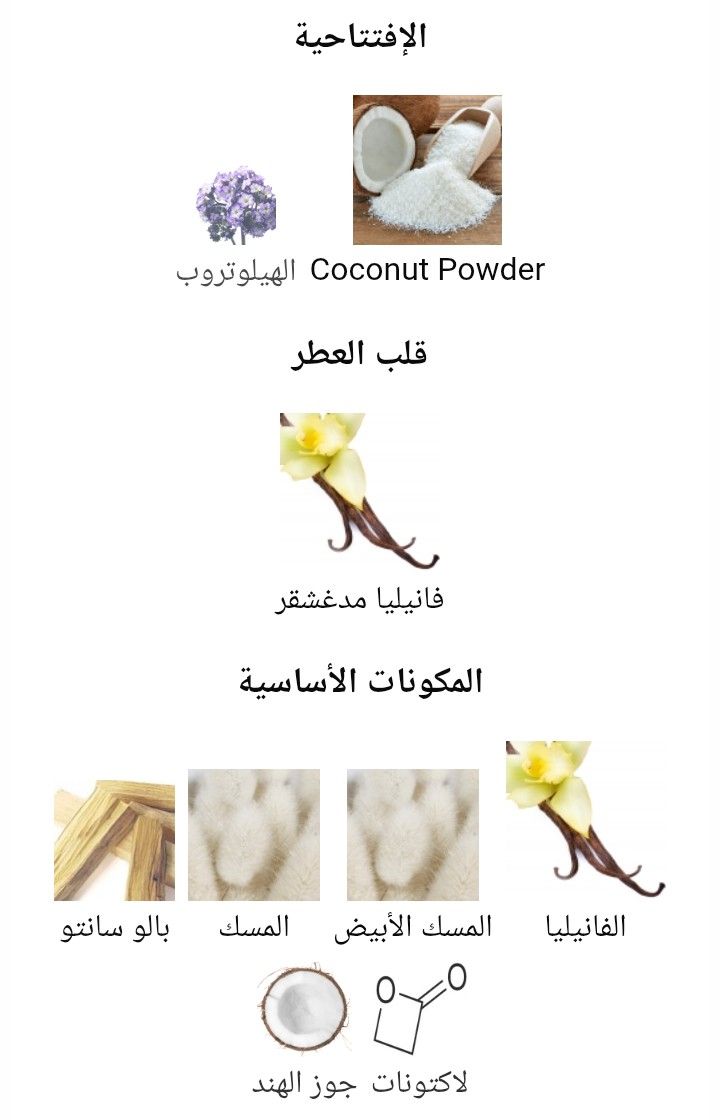 الإفتتاحية
Coconut Powder الهيلوتروب
قلب العطر
فانيليا مدغشقر
المكونات الأساسية
الفانيليا المسك الأبيض المسك بالو سانتو
لاكتونات جوز الهند